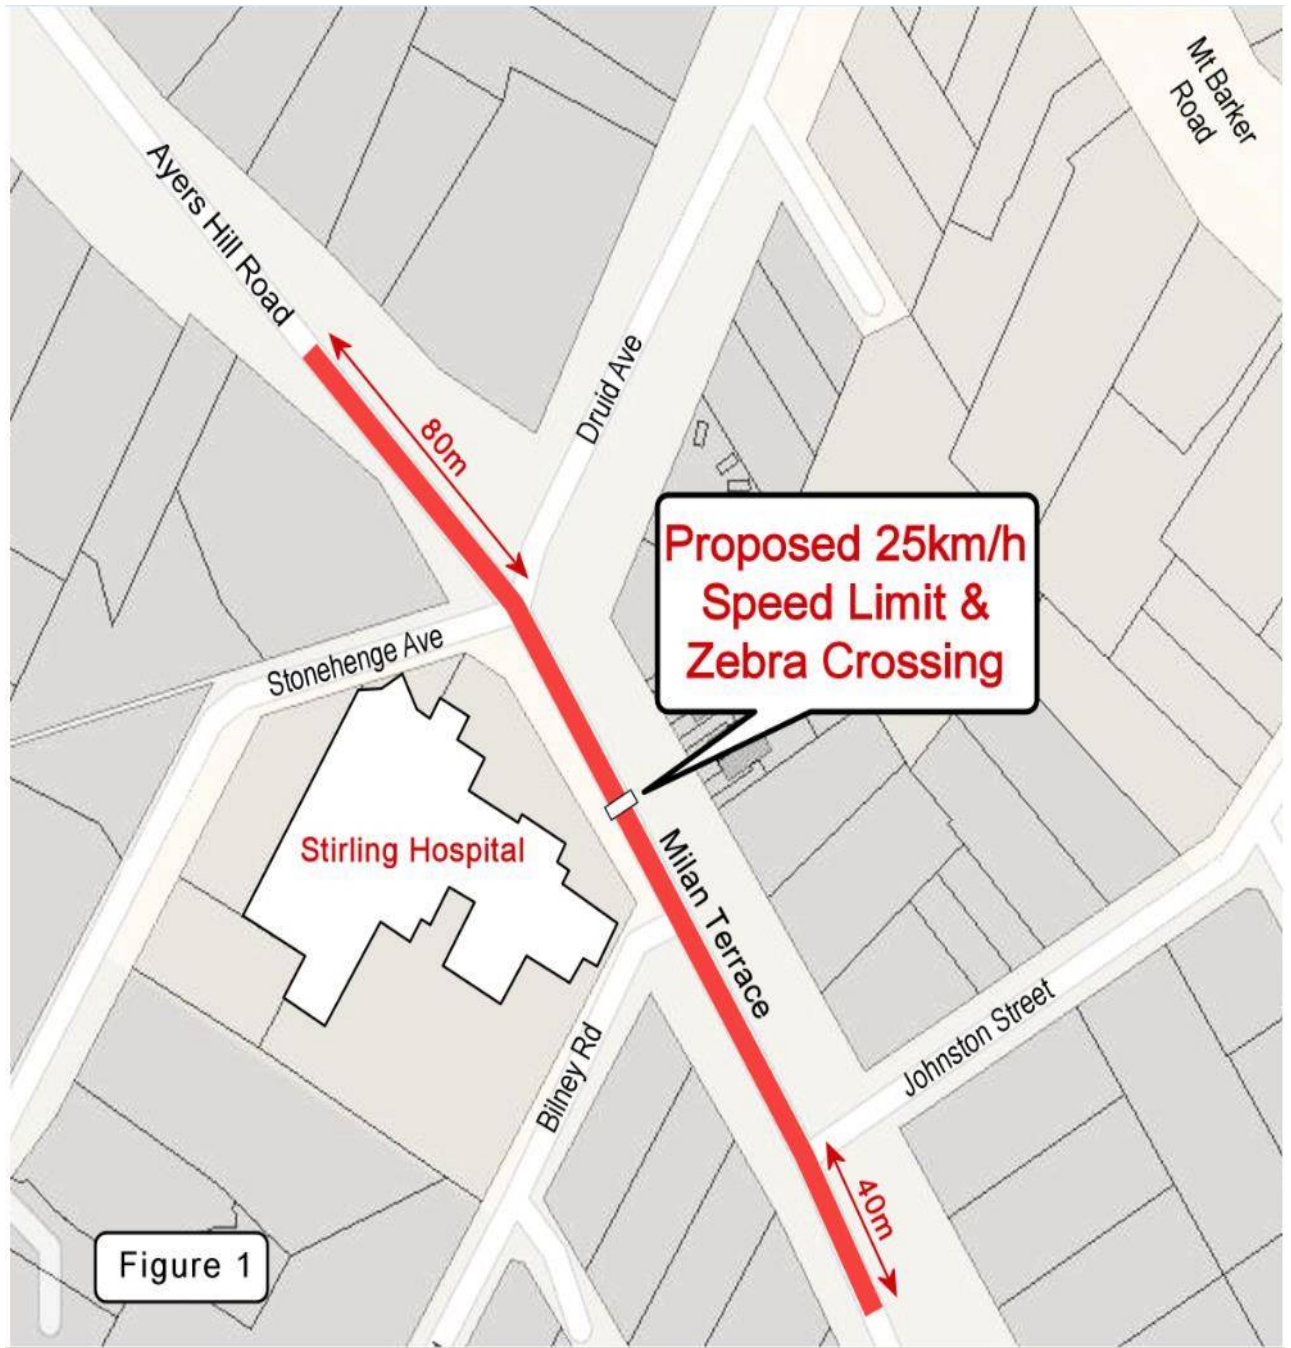 Mt Barker
Road
Ayers Hill Road
80m
Druid Ave
Proposed 25km/h
Speed Limit &
Zebra Crossing
Stonehenge Ave
Stirling Hospital
Milan Terrace
Johnston Street
Bilney Rd
40m
Figure 1